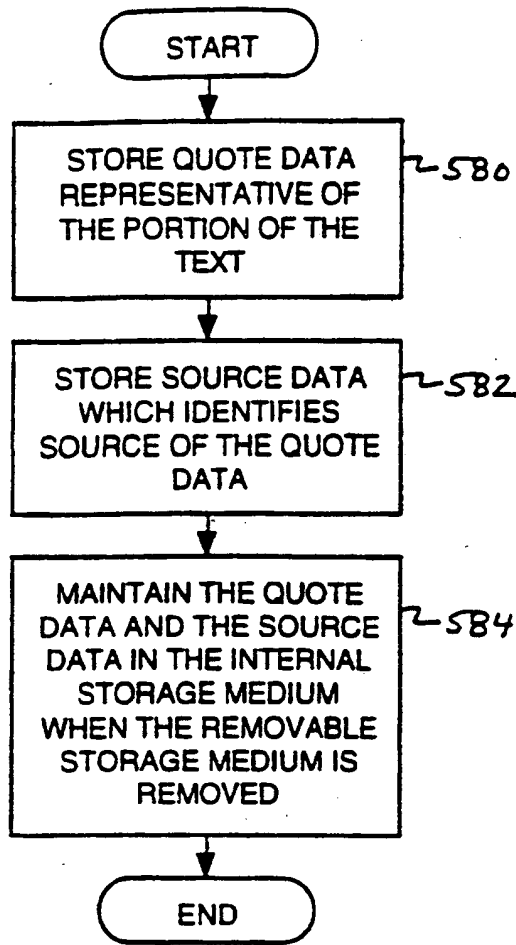 START
STORE QUOTE DATA
REPRESENTATIVE OF
THE PORTION OF THE
TEXT
580
STORE SOURCE DATA
WHICH IDENTIFIES
SOURCE OF THE QUOTE
DATA
582
MAINTAIN THE QUOTE
DATA AND THE SOURCE
DATA IN THE INTERNAL
STORAGE MEDIUM
WHEN THE REMOVABLE
STORAGE MEDIUM IS
REMOVED
584
END